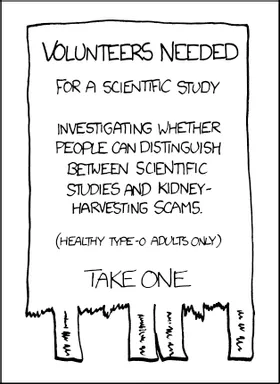 VOLUNTEERS NEEDED
FOR A SCIENTIFIC STUDY
INVESTIGATING WHETHER
PEOPLE CAN DISTINGUISH
BETWEEN SCIENTIFIC
STUDIES AND KIDNEY-
HARVESTING SCAMS.
(HEALTHY TYPE-O ADULTS ONLY)
TAKE ONE